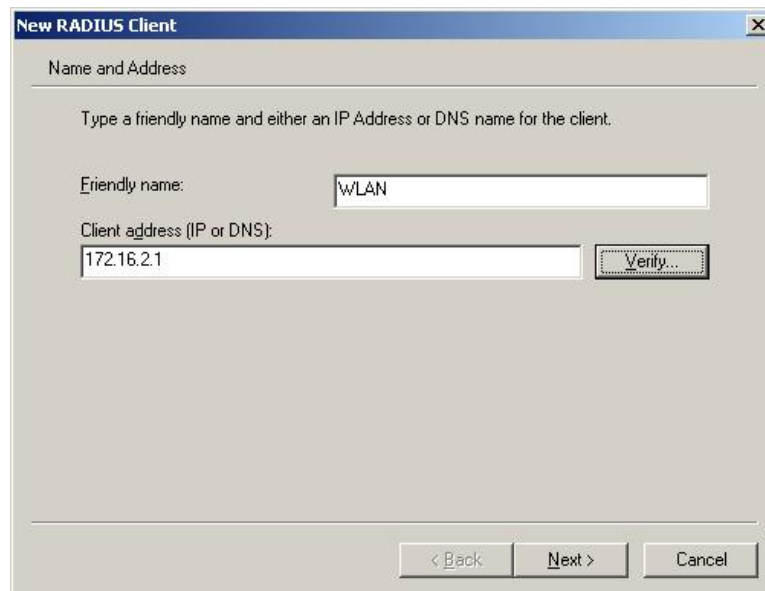 New RADIUS Client
Name and Address
Type a friendly name and either an IP Address or DNS name for the client.
Friendly name:
WLAN
Client address (IP or DNS):
172.16.2.1
Verify...
< Back
Next >
Cancel